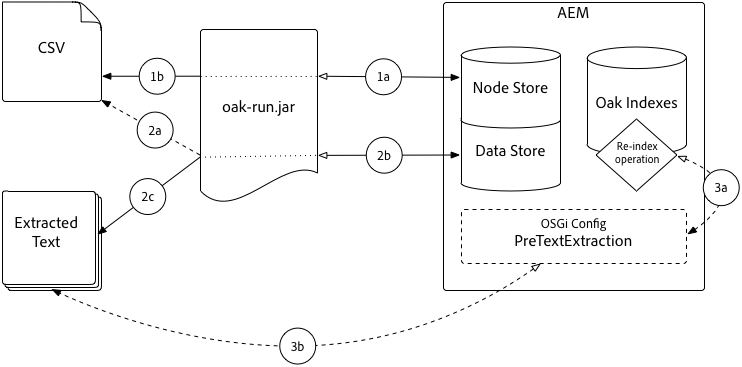 AEM
CSV
1b
1a
oak-run.jar
Node Store
Oak Indexes
2a
2b
Data Store
Re-index
operation
3a
2c
Extracted
Text
OSGi Config
PreTextExtraction
3b